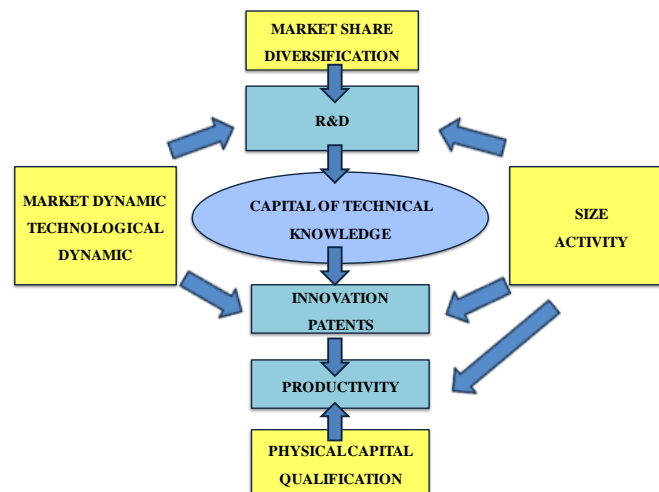 MARKET SHARE
DIVERSIFICATION
R&D
MARKET DYNAMIC
TECHNOLOGICAL
DYNAMIC
CAPITAL OF TECHNICAL
KNOWLEDGE
SIZE
ACTIVITY
INNOVATION
PATENTS
PRODUCTIVITY
PHYSICAL CAPITAL
QUALIFICATION